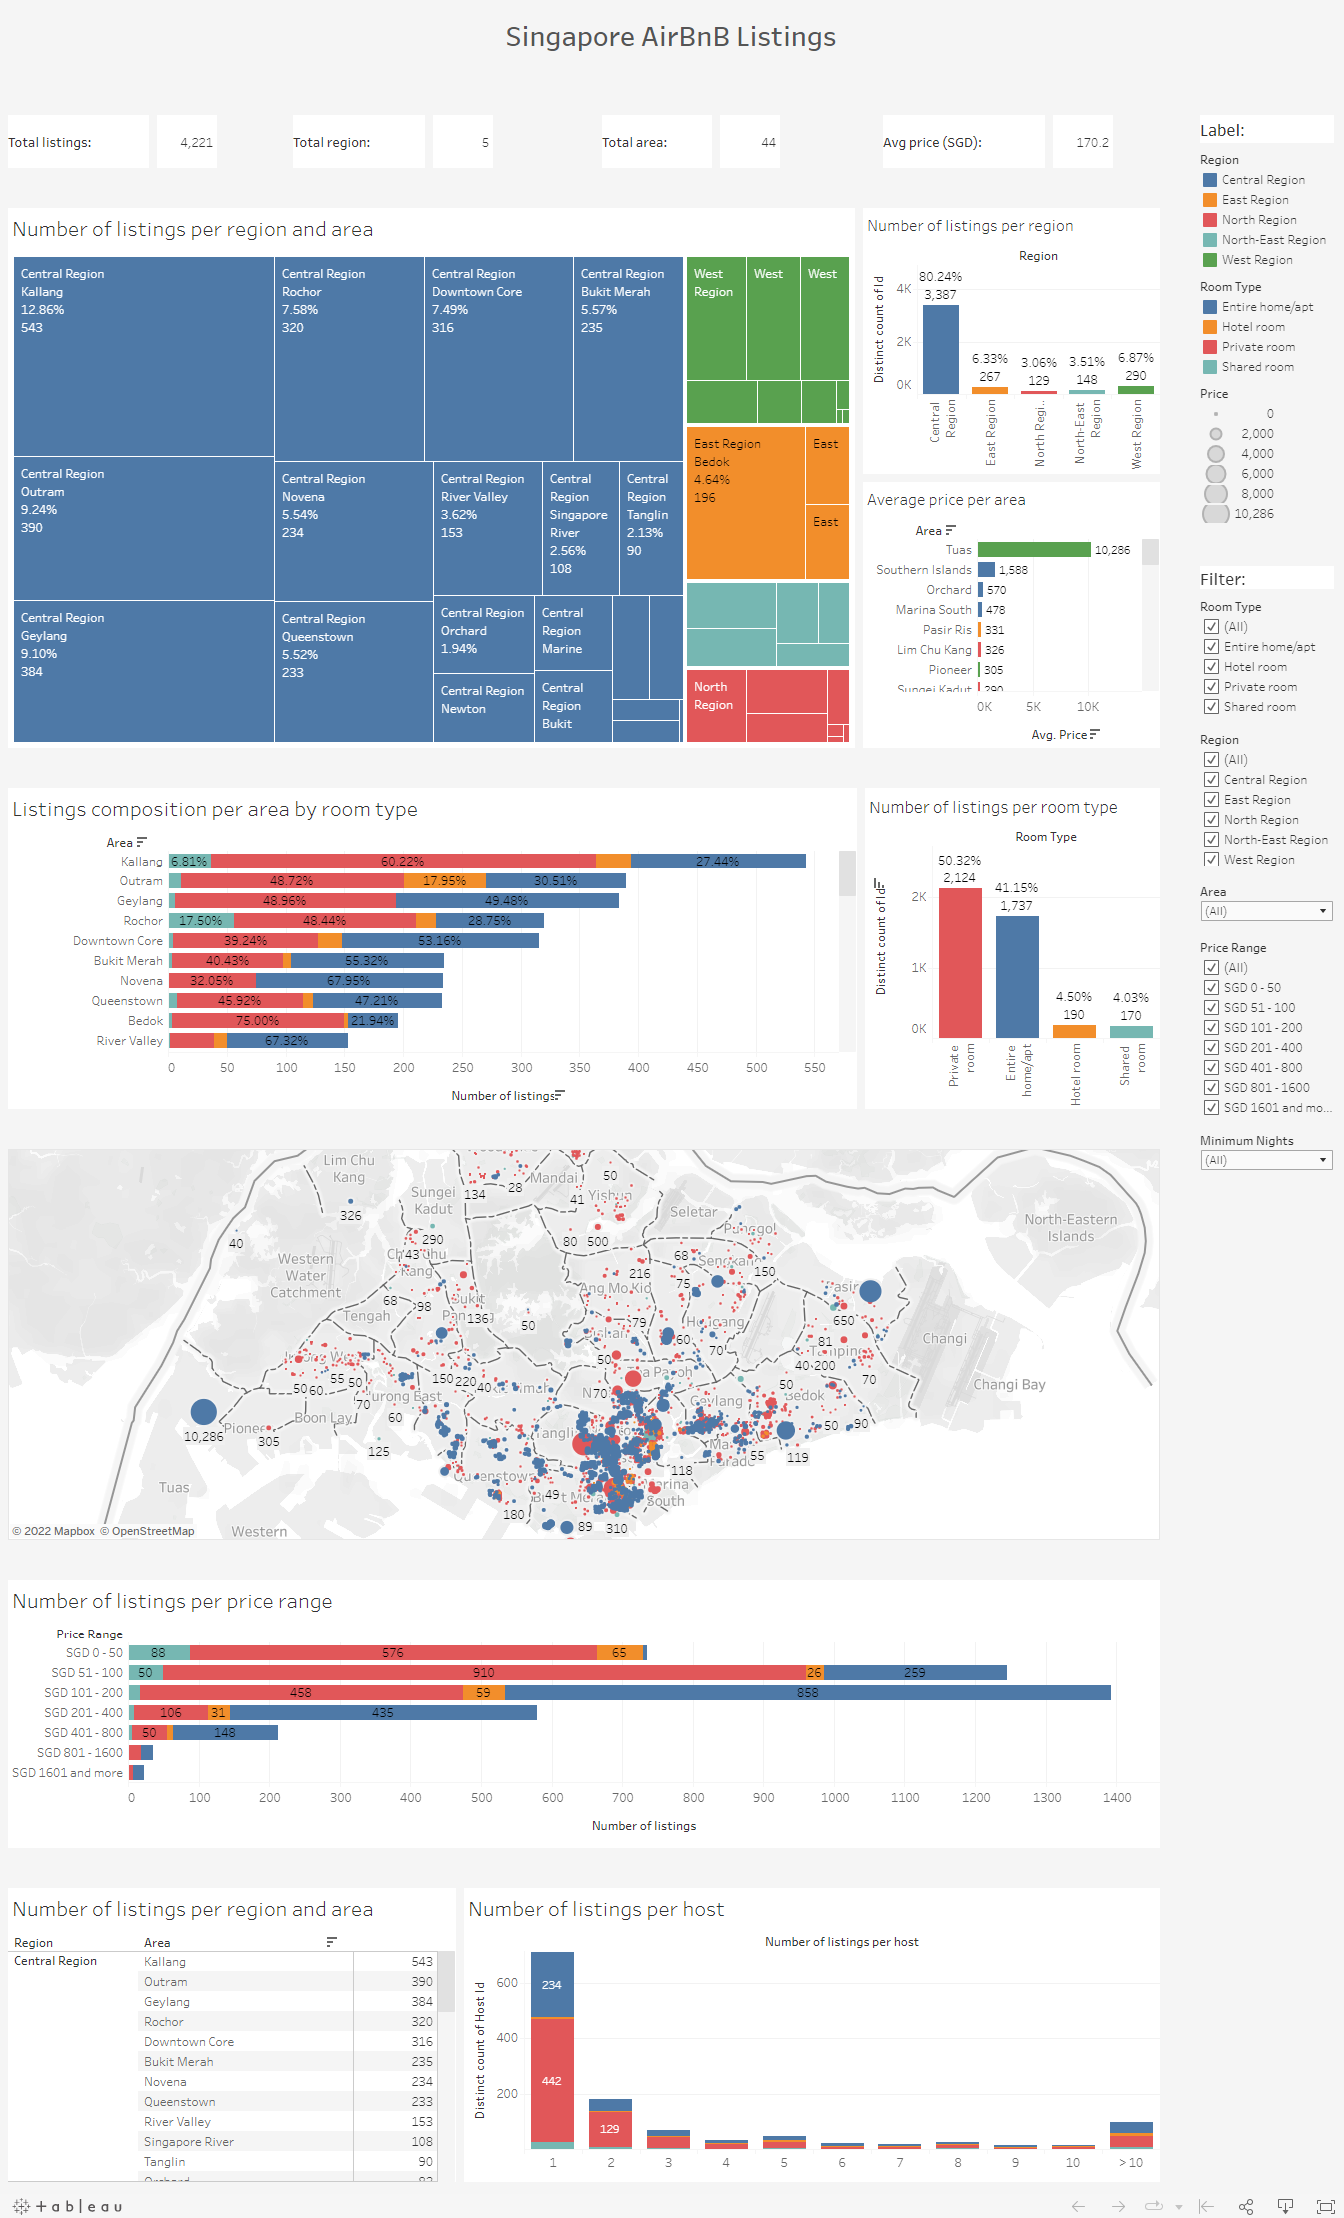 Singapore AirBnB Listings
Total listings: 4,221
Total region: 5
Total area: 44
Avg price (SGD): 170.2
Number of listings per region and area
Central Region
Kallang
12.86%
543
Central Region
Rochor
7.58%
320
Central Region
Downtown Core
7.49%
316
Central Region
Bukit Merah
5.57%
235
Central Region
Outram
9.24%
390
Central Region
Novena
5.54%
234
Central Region
River Valley
3.62%
153
Central
Region
Singapore
River
2.56%
108
Central
Region
Tanglin
2.13%
90
Central Region
Geylang
9.10%
384
Central Region
Queenstown
5.52%
233
Central Region
Orchard
1.94%
Central
Region
Marine
Central Region
Newton
Central
Region
Bukit
West
Region
West
West
East Region
Bedok
4.64%
196
East
East
North
Region
Number of listings per region
Region
Distinct count of Id
4K
2K
0K
80.24%
3,387
6.33%
267
3.06%
129
3.51%
148
6.87%
290
Central
Region
East Region
North Regi..
North-East
Region
West Region
Average price per area
Area
Tuas 10,286
Southern Islands 1,588
Orchard 570
Marina South 478
Pasir Ris 331
Lim Chu Kang 326
Pioneer 305
Sungei Kadut 290
0K 5K 10K
Avg. Price
Listings composition per area by room type
Area
Kallang 6.81% 60.22% 27.44%
Outram 48.72% 17.95% 30.51%
Geylang 48.96% 49.48%
Rochor 17.50% 48.44% 28.75%
Downtown Core 39.24% 53.16%
Bukit Merah 40.43% 55.32%
Novena 32.05% 67.95%
Queenstown 45.92% 47.21%
Bedok 75.00% 21.94%
River Valley 67.32%
0 50 100 150 200 250 300 350 400 450 500 550
Number of listings
Number of listings per room type
Room Type
Distinct count of Id
2K
1K
0K
50.32%
2,124
41.15%
1,737
4.50%
190
4.03%
170
Private
room
Entire
home/apt
Hotel room
Shared
room
Lim Chu
Kang
326
40
Sungei
Kadut
134
28
Mandai
41
50
Yishun
Seletar
Punggol
North-Eastern
Islands
290
43
80 500
68
150
75
216
Ang Mo Kio
Western
Water
Catchment
Tengah
68
98
136
50
79
60
Hougang
70
650
81
Changi
Changi Bay
40 200
70
50
Bedok
50 90
55
119
Geylang
50
70
50 60
55 50
70
60
150 220
40
Jurong East
Boon Lay
125
10,286
Pioneer
305
Tuas
Western
Queenstown
180
49
89 310
118
South
© 2022 Mapbox © OpenStreetMap
Number of listings per price range
Price Range
SGD 0 - 50 88 576 65
SGD 51 - 100 50 910 26 259
SGD 101 - 200 458 59 858
SGD 201 - 400 106 31 435
SGD 401 - 800 50 148
SGD 801 - 1600
SGD 1601 and more
0 100 200 300 400 500 600 700 800 900 1000 1100 1200 1300 1400
Number of listings
Number of listings per region and area
Region Area
Central Region Kallang 543
Outram 390
Geylang 384
Rochor 320
Downtown Core 316
Bukit Merah 235
Novena 234
Queenstown 233
River Valley 153
Singapore River 108
Tanglin 90
Orchard 82
Number of listings per host
Number of listings per host
Distinct count of Host Id
600
400
200
234
442
129
1 2 3 4 5 6 7 8 9 10 > 10
Label:
Region
Central Region
East Region
North Region
North-East Region
West Region
Room Type
Entire home/apt
Hotel room
Private room
Shared room
Price
0
2,000
4,000
6,000
8,000
10,286
Filter:
Room Type
(All)
Entire home/apt
Hotel room
Private room
Shared room
Region
(All)
Central Region
East Region
North Region
North-East Region
West Region
Area
(All)
Price Range
(All)
SGD 0 - 50
SGD 51 - 100
SGD 101 - 200
SGD 201 - 400
SGD 401 - 800
SGD 801 - 1600
SGD 1601 and mo...
Minimum Nights
(All)
+ableau